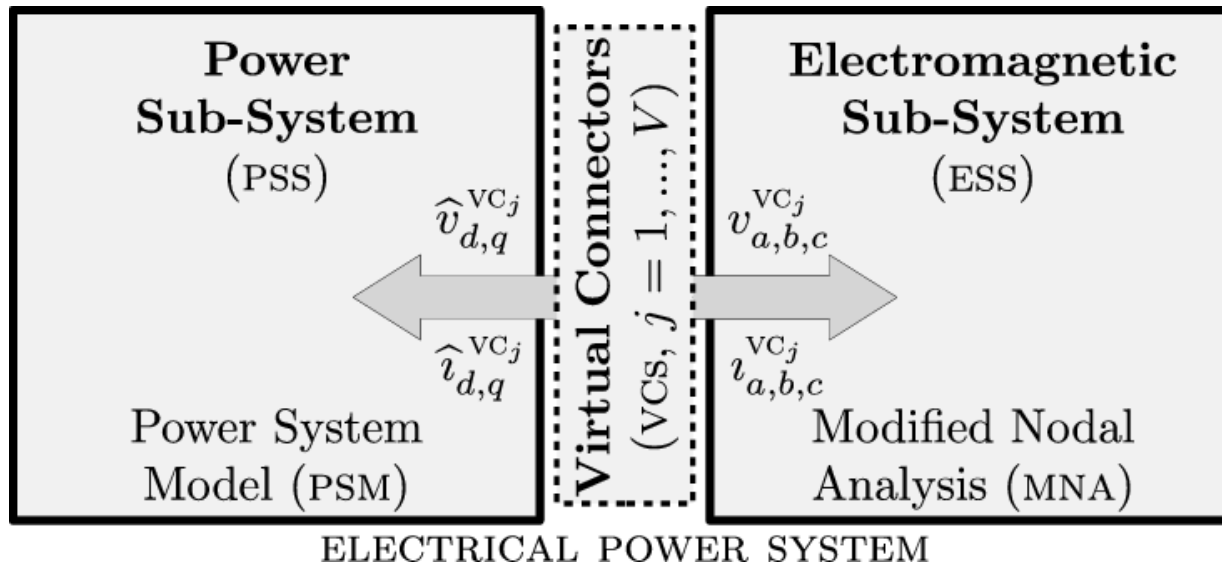 Power
Sub-System
(PSS)
v̂_{d,q}^{VC_j}
î_{d,q}^{VC_j}
Power System
Model (PSM)
Virtual Connectors
(VCs, j = 1, ..., V)
Electromagnetic
Sub-System
(ESS)
v_{a,b,c}^{VC_j}
ı_{a,b,c}^{VC_j}
Modified Nodal
Analysis (MNA)
ELECTRICAL POWER SYSTEM